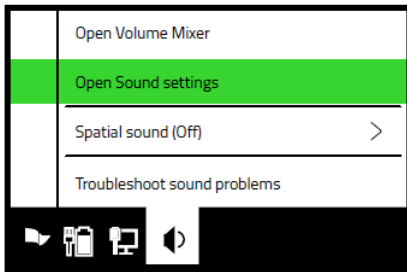 Open Volume Mixer
Open Sound settings
Spatial sound (Off)
Troubleshoot sound problems